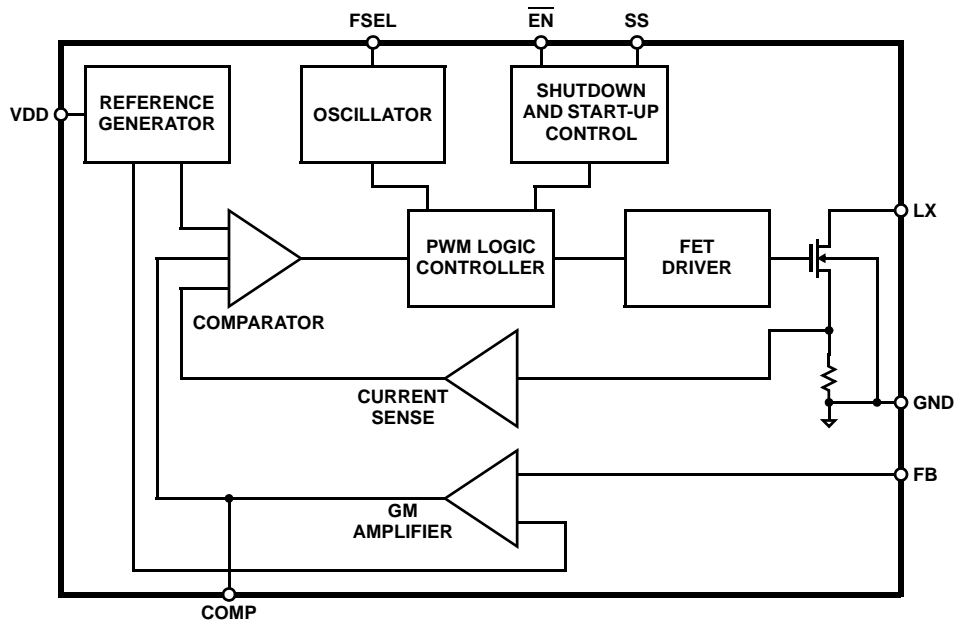 FSEL
EN
SS
VDD
REFERENCE
GENERATOR
OSCILLATOR
SHUTDOWN
AND START-UP
CONTROL
LX
PWM LOGIC
CONTROLLER
FET
DRIVER
COMPARATOR
CURRENT
SENSE
GND
FB
GM
AMPLIFIER
COMP